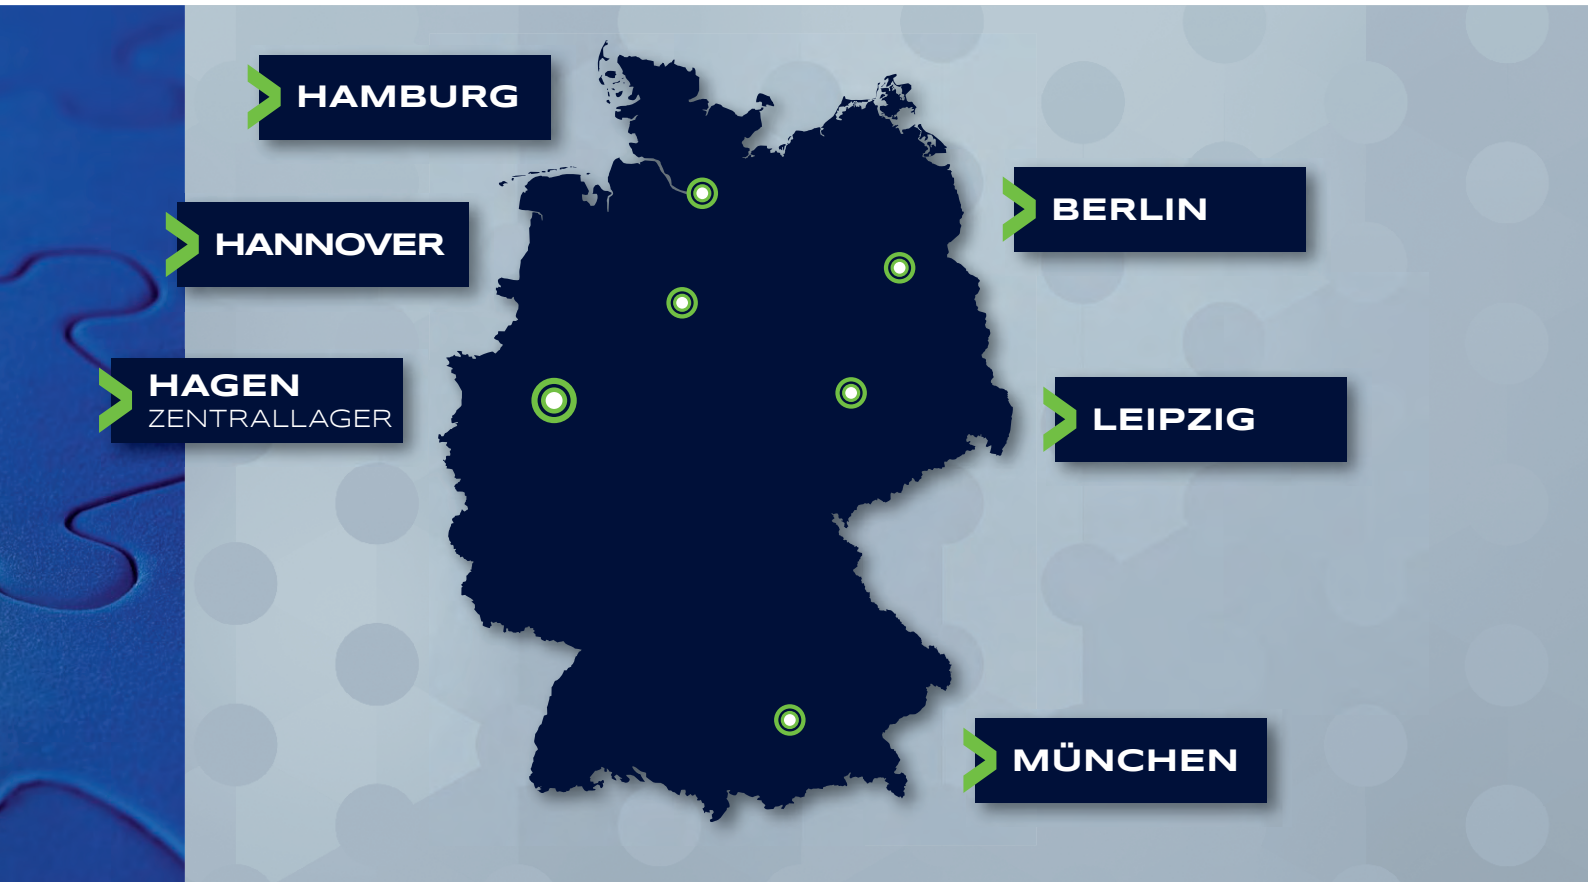 HAMBURG
HANNOVER
HAGEN
ZENTRALLAGER
BERLIN
LEIPZIG
MÜNCHEN